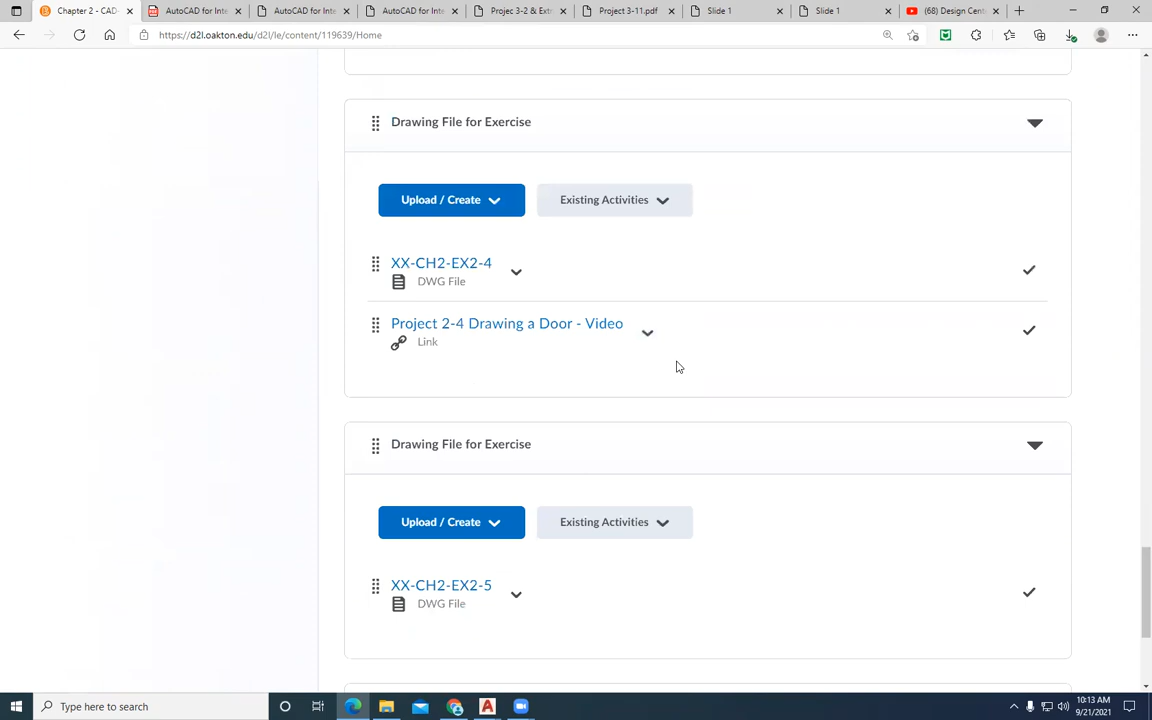 Chapter 2 - CAD-
AutoCAD for Inte
AutoCAD for Inte
AutoCAD for Inte
Projec 3-2 & Ext
Project 3-11.pdf
Slide 1
Slide 1
(68) Design Cent
https://d2l.oakton.edu/d2l/le/content/119639/Home
Drawing File for Exercise
Upload / Create
Existing Activities
XX-CH2-EX2-4
DWG File
Project 2-4 Drawing a Door - Video
Link
Drawing File for Exercise
Upload / Create
Existing Activities
XX-CH2-EX2-5
DWG File
Type here to search
10:13 AM
9/21/2021